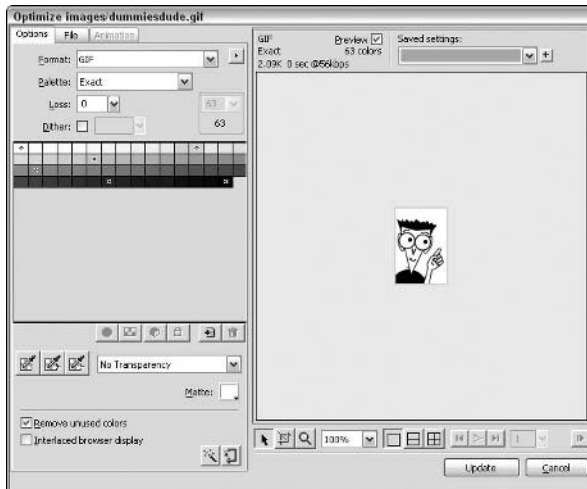 Optimize images/dummiesdude.gif
Options File Animation
Format: GIF
Palette: Exact
Loss: 0 63
Dither: 63
No Transparency
Matte:
Remove unused colors
Interlaced browser display
GIF Preview
Exact 63 colors
2.09K 0 sec @56kbps
Saved settings:
100%
1
Update Cancel